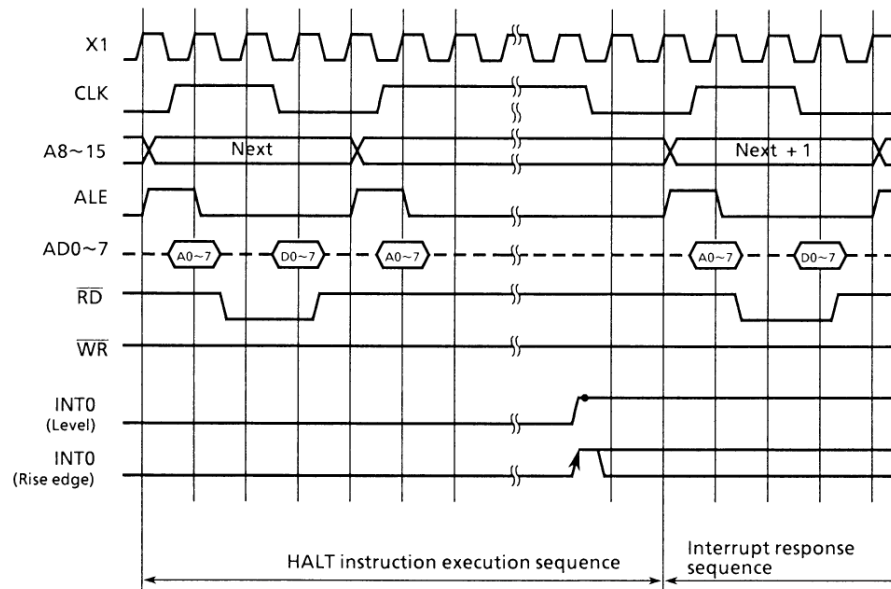 X1
CLK
A8~15
Next
Next + 1
ALE
AD0~7
A0~7
D0~7
A0~7
A0~7
D0~7
RD
WR
INT0
(Level)
INT0
(Rise edge)
HALT instruction execution sequence
Interrupt response
sequence